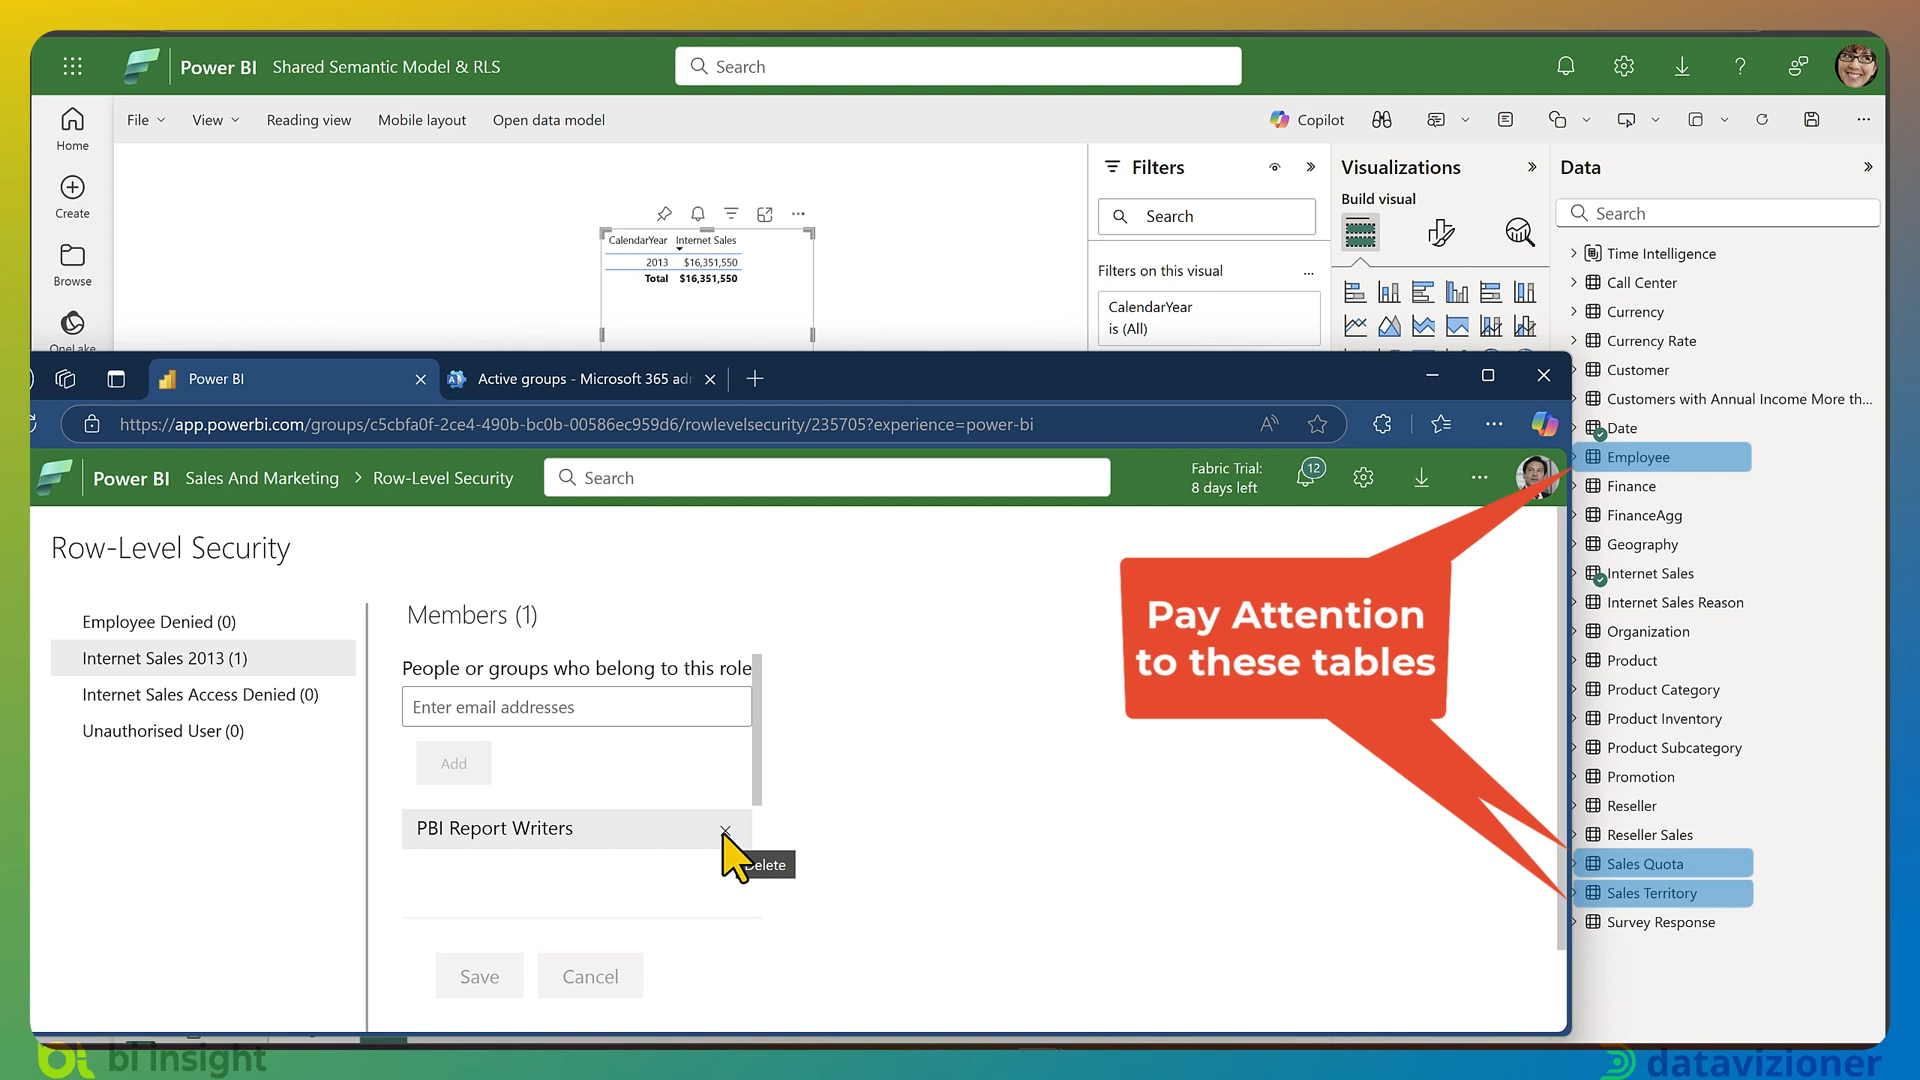 Power BI
Shared Semantic Model & RLS
Search
File
View
Reading view
Mobile layout
Open data model
Copilot
Home
Create
Browse
OneLake
CalendarYear Internet Sales
2013 $16,351,550
Total $16,351,550
Filters
Search
Filters on this visual
CalendarYear
is (All)
Visualizations
Build visual
Data
Search
Time Intelligence
Call Center
Currency
Currency Rate
Customer
Customers with Annual Income More th...
Date
Employee
Finance
FinanceAgg
Geography
Internet Sales
Internet Sales Reason
Organization
Product
Product Category
Product Inventory
Product Subcategory
Promotion
Reseller
Reseller Sales
Sales Quota
Sales Territory
Survey Response
Power BI
Active groups - Microsoft 365 adr
https://app.powerbi.com/groups/c5cbfa0f-2ce4-490b-bc0b-00586ec959d6/rowlevelsecurity/235705?experience=power-bi
Power BI Sales And Marketing > Row-Level Security
Search
Fabric Trial:
8 days left
12
Row-Level Security
Employee Denied (0)
Internet Sales 2013 (1)
Internet Sales Access Denied (0)
Unauthorised User (0)
Members (1)
People or groups who belong to this role
Enter email addresses
Add
PBI Report Writers
Delete
Save
Cancel
Pay Attention
to these tables
bi insight
datavizioner